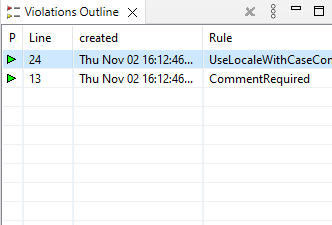 Violations Outline
P Line created Rule
24 Thu Nov 02 16:12:46... UseLocaleWithCaseCon
13 Thu Nov 02 16:12:46... CommentRequired